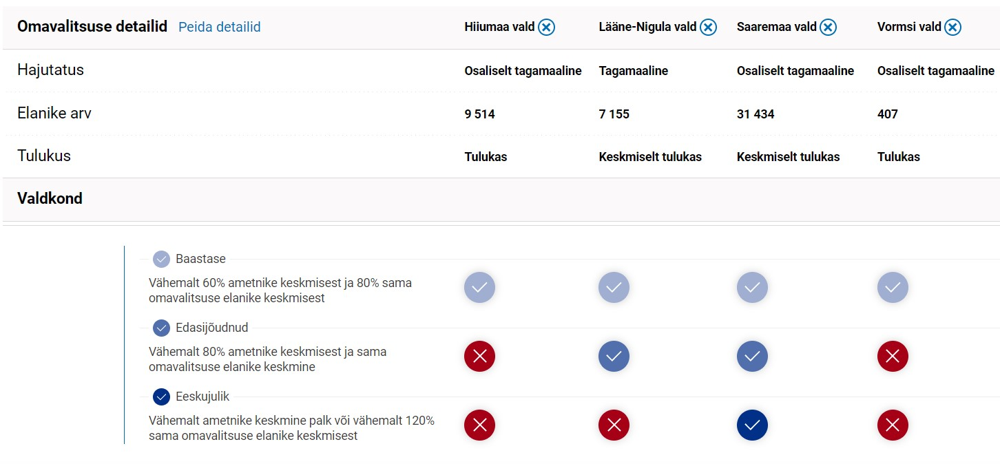 Omavalitsuse detailid Peida detailid Hiiumaa vald Lääne-Nigula vald Saaremaa vald Vormsi vald
Hajutatus Osaliselt tagamaaline Tagamaaline Osaliselt tagamaaline Osaliselt tagamaaline
Elanike arv 9 514 7 155 31 434 407
Tulukus Tulukas Keskmiselt tulukas Keskmiselt tulukas Tulukas
Valdkond
Baastase
Vähemalt 60% ametnike keskmisest ja 80% sama
omavalitsuse elanike keskmisest
Edasijõudnud
Vähemalt 80% ametnike keskmisest ja sama
omavalitsuse elanike keskmine
Eeskujulik
Vähemalt ametnike keskmine palk või vähemalt 120%
sama omavalitsuse elanike keskmisest